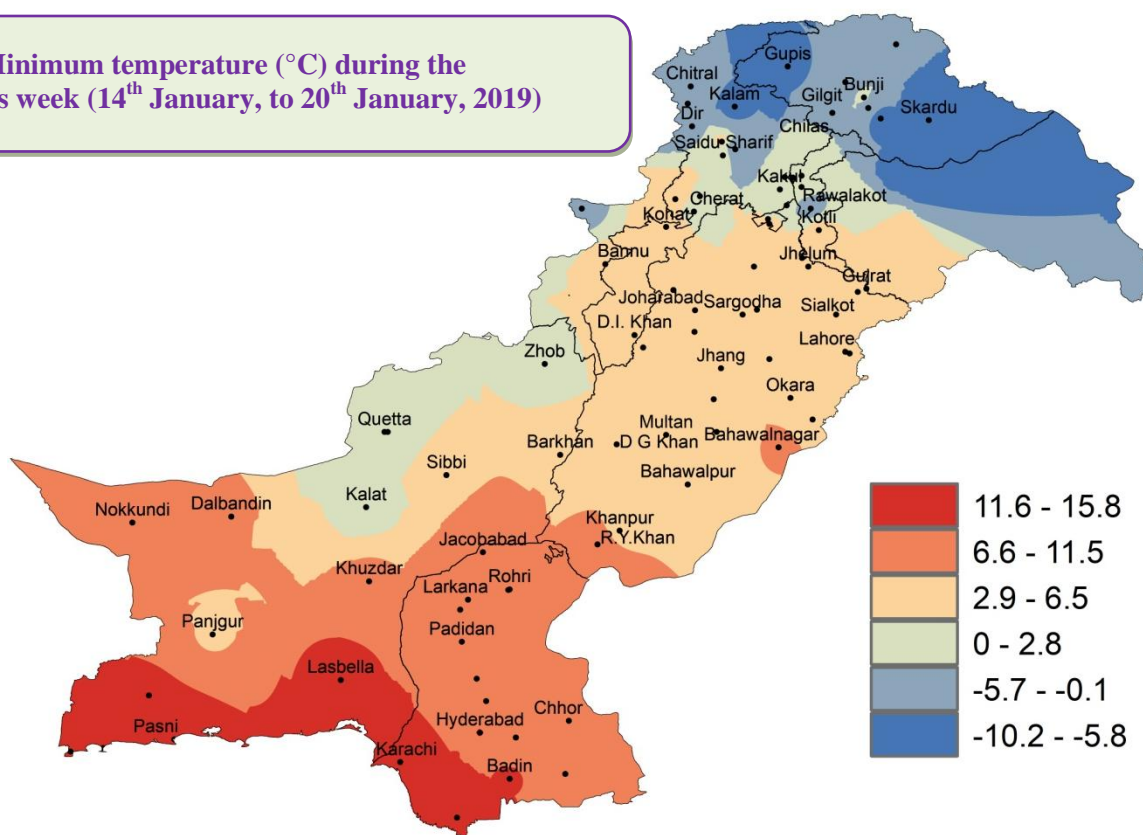 Minimum temperature (°C) during the
s week (14th January, to 20th January, 2019)
Gupis
Chitral
Bunji
Kalam
Gilgit
Skardu
Dir
Chilas
Saidu Sharif
Kakul
Cherat
Rawalakot
Kohat
Kotli
Bannu
Jhelum
Gujrat
Joharabad
Sargodha
Sialkot
D.I. Khan
Lahore
Zhob
Jhang
Okara
Quetta
Multan
Bahawalnagar
Barkhan
D G Khan
Sibbi
Bahawalpur
Kalat
Dalbandin
Nokkundi
Khanpur
R.Y.Khan
Jacobabad
Khuzdar
Rohri
Larkana
Panjgur
Padidan
Lasbella
Chhor
Pasni
Hyderabad
Karachi
Badin
11.6 - 15.8
6.6 - 11.5
2.9 - 6.5
0 - 2.8
-5.7 - -0.1
-10.2 - -5.8